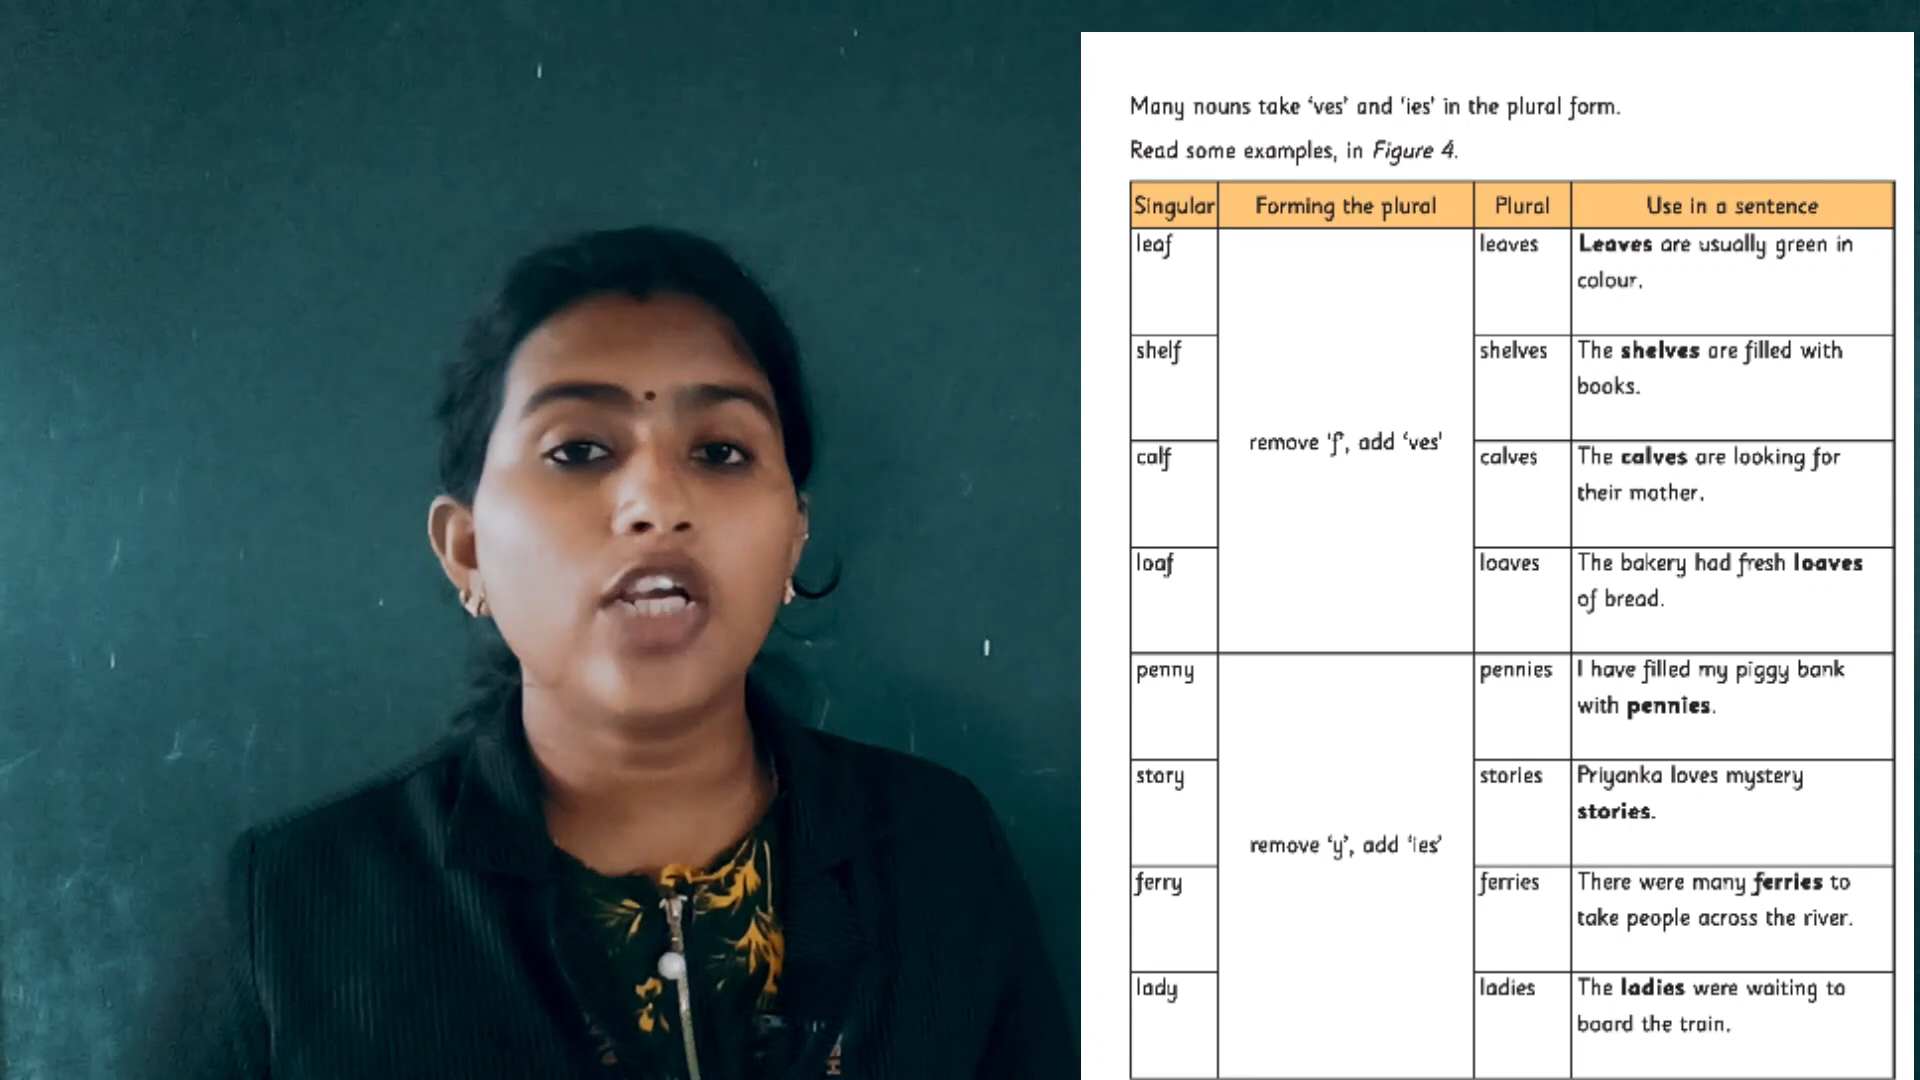 Many nouns take ‘ves’ and ‘ies’ in the plural form.
Read some examples, in Figure 4.
Singular Forming the plural Plural Use in a sentence
leaf leaves Leaves are usually green in
colour.
shelf shelves The shelves are filled with
books.
remove 'f', add ‘ves'
calf calves The calves are looking for
their mother.
loaf loaves The bakery had fresh loaves
of bread.
penny pennies I have filled my piggy bank
with pennies.
story stories Priyanka loves mystery
stories.
remove ‘y’, add ‘ies’
ferry ferries There were many ferries to
take people across the river.
lady ladies The ladies were waiting to
board the train.